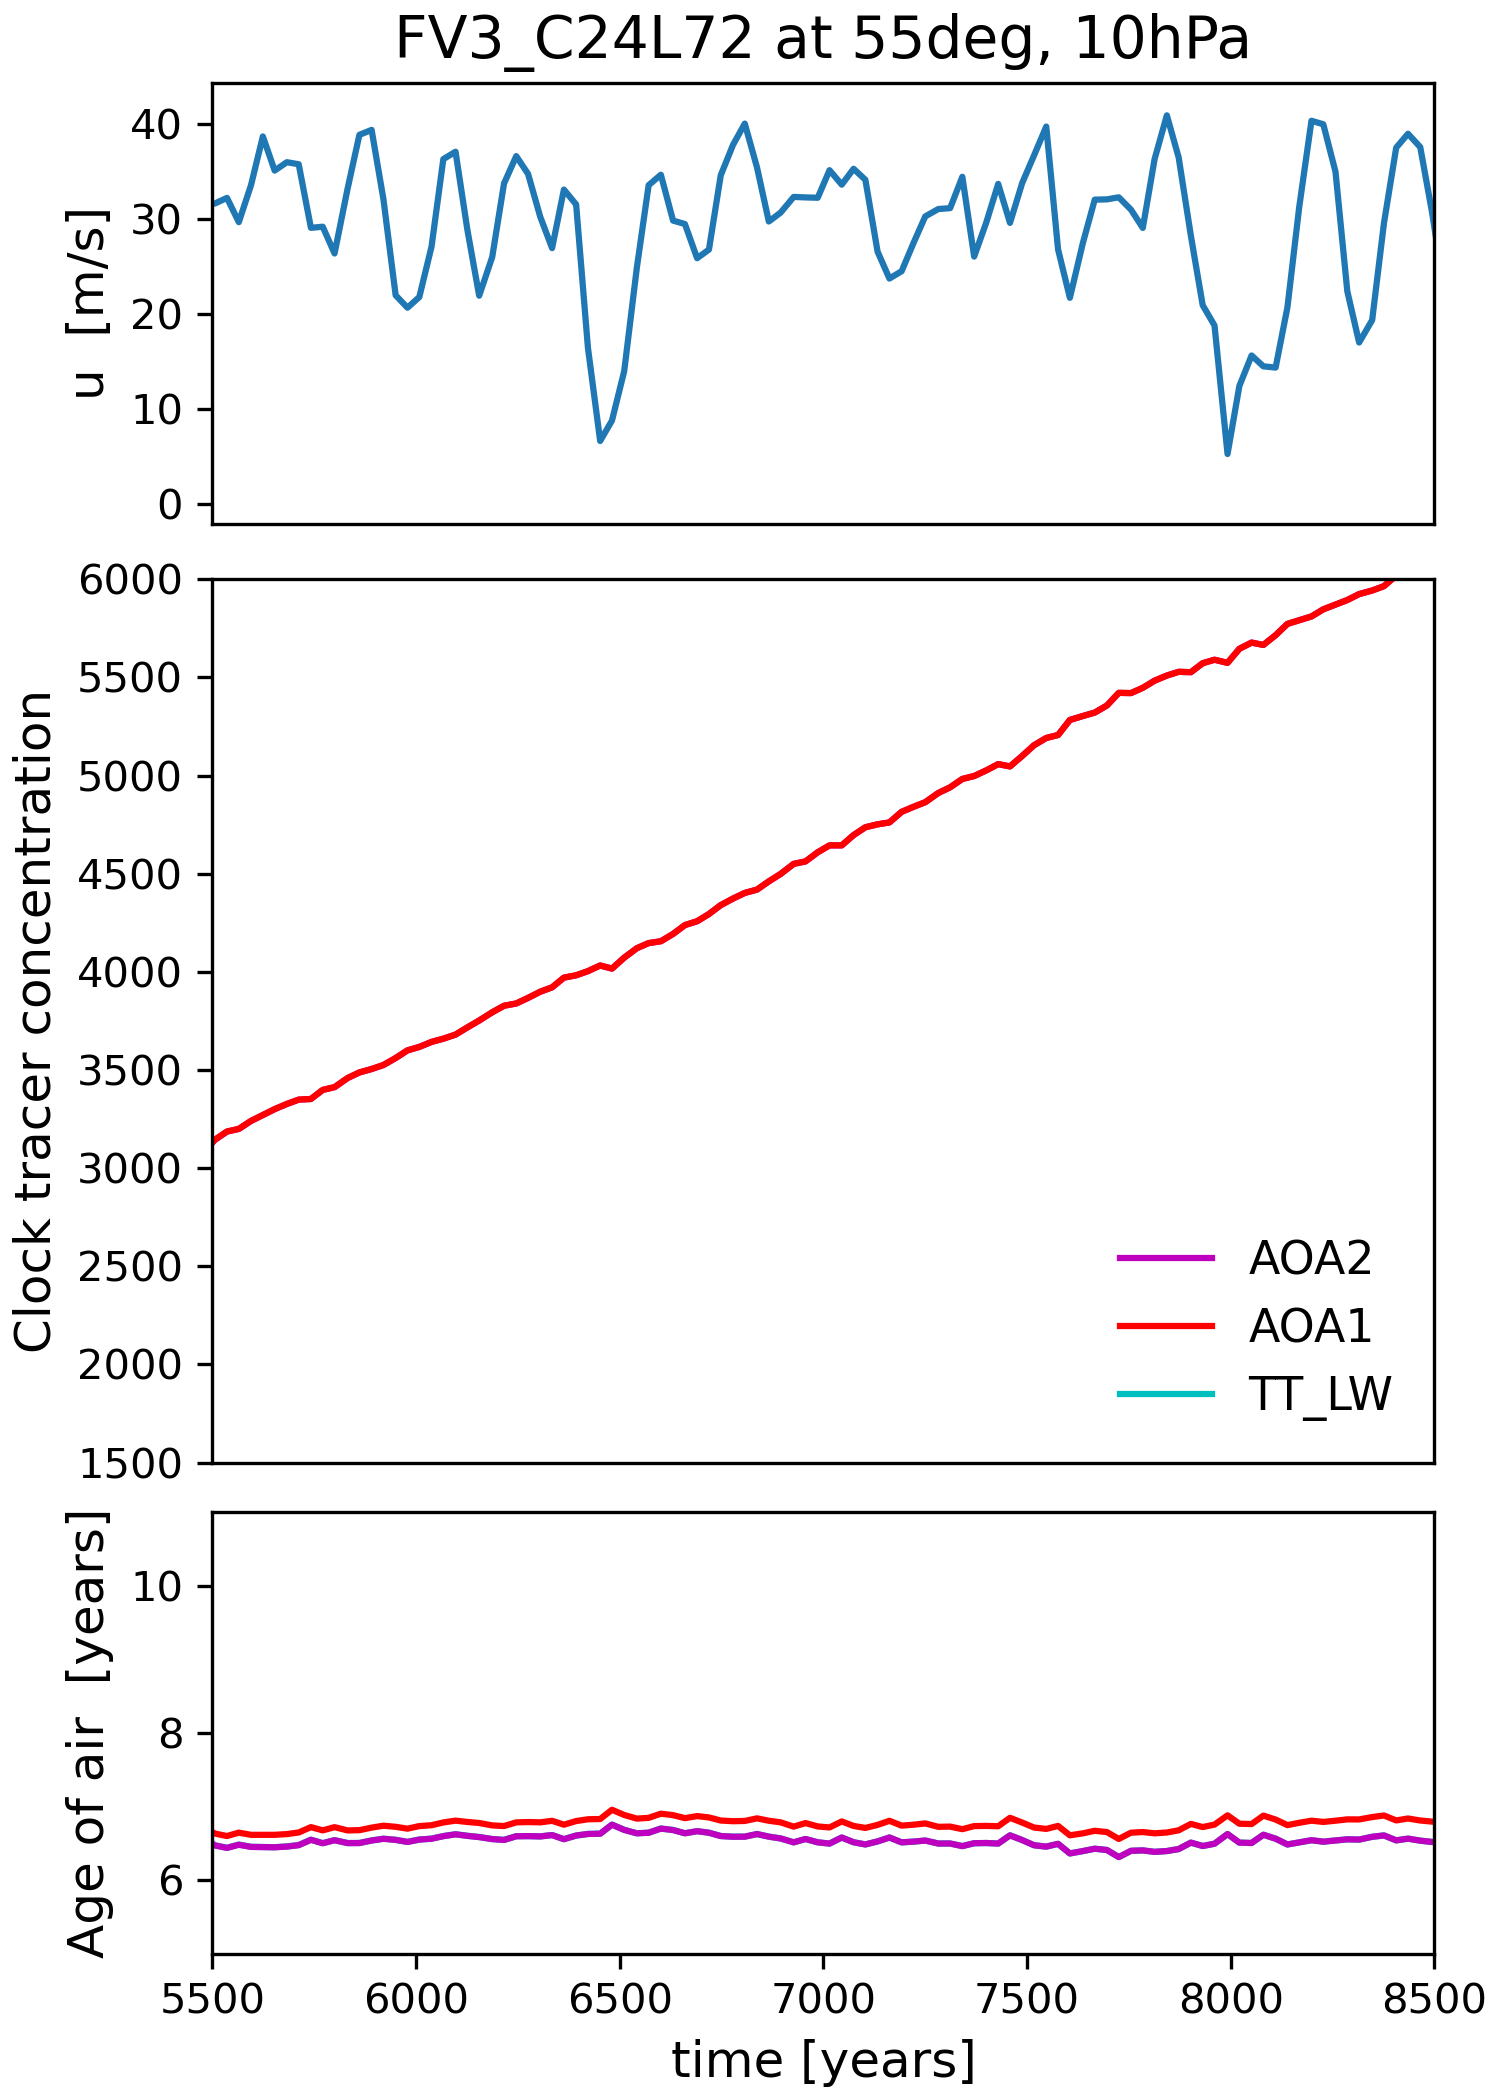 FV3_C24L72 at 55deg, 10hPa
40
30
20
10
0
u [m/s]
6000
5500
5000
4500
4000
3500
3000
2500
2000
1500
Clock tracer concentration
AOA2
AOA1
TT_LW
10
8
6
Age of air [years]
5500 6000 6500 7000 7500 8000 8500
time [years]